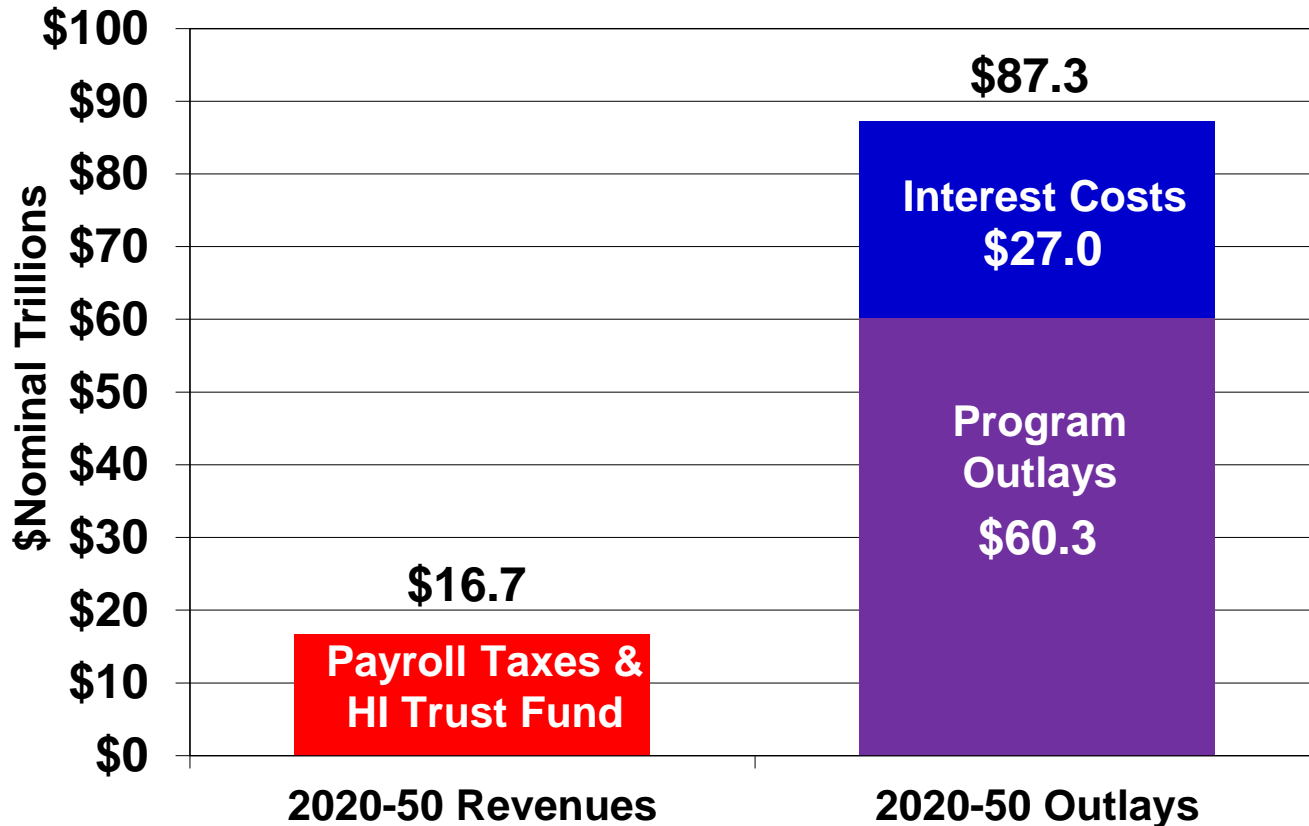 $Nominal Trillions
$100
$90
$80
$70
$60
$50
$40
$30
$20
$10
$0
$16.7
Payroll Taxes &
HI Trust Fund
$87.3
Interest Costs
$27.0
Program
Outlays
$60.3
2020-50 Revenues
2020-50 Outlays